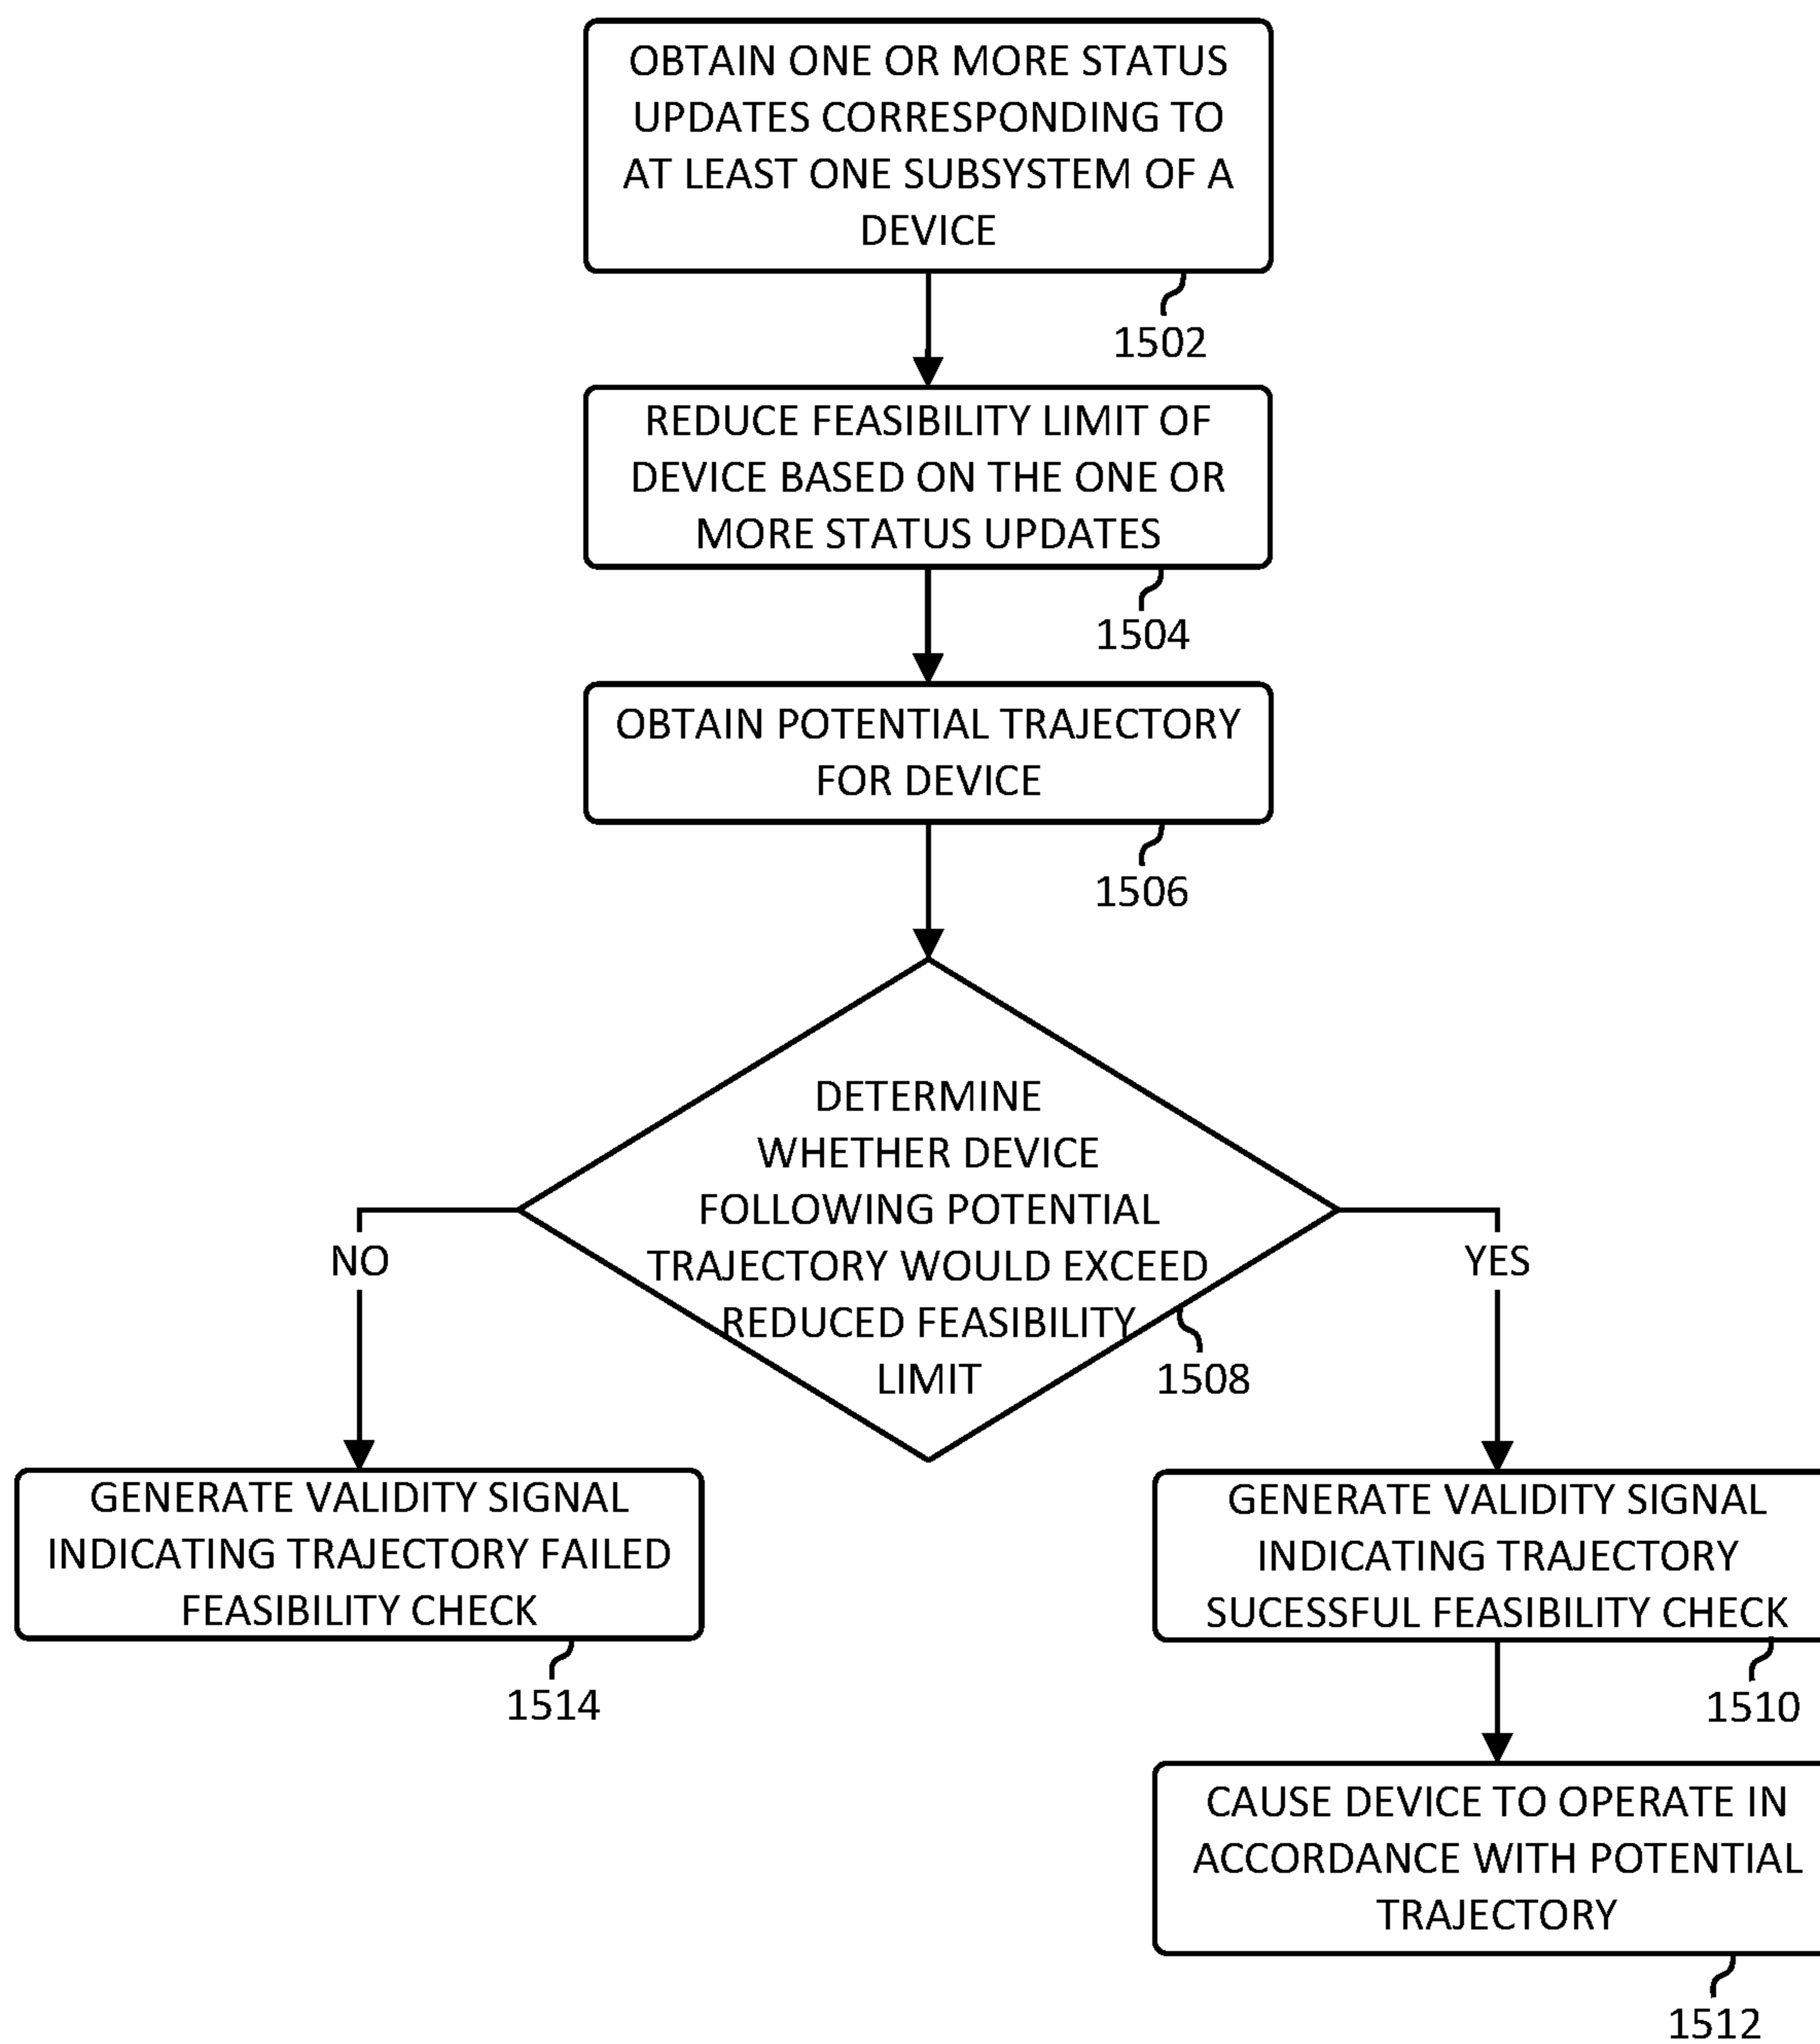 OBTAIN ONE OR MORE STATUS
UPDATES CORRESPONDING TO
AT LEAST ONE SUBSYSTEM OF A
DEVICE
1502
REDUCE FEASIBILITY LIMIT OF
DEVICE BASED ON THE ONE OR
MORE STATUS UPDATES
1504
OBTAIN POTENTIAL TRAJECTORY
FOR DEVICE
1506
DETERMINE
WHETHER DEVICE
FOLLOWING POTENTIAL
TRAJECTORY WOULD EXCEED
REDUCED FEASIBILITY
LIMIT
1508
NO
YES
GENERATE VALIDITY SIGNAL
INDICATING TRAJECTORY FAILED
FEASIBILITY CHECK
1514
GENERATE VALIDITY SIGNAL
INDICATING TRAJECTORY
SUCESSFUL FEASIBILITY CHECK
1510
CAUSE DEVICE TO OPERATE IN
ACCORDANCE WITH POTENTIAL
TRAJECTORY
1512